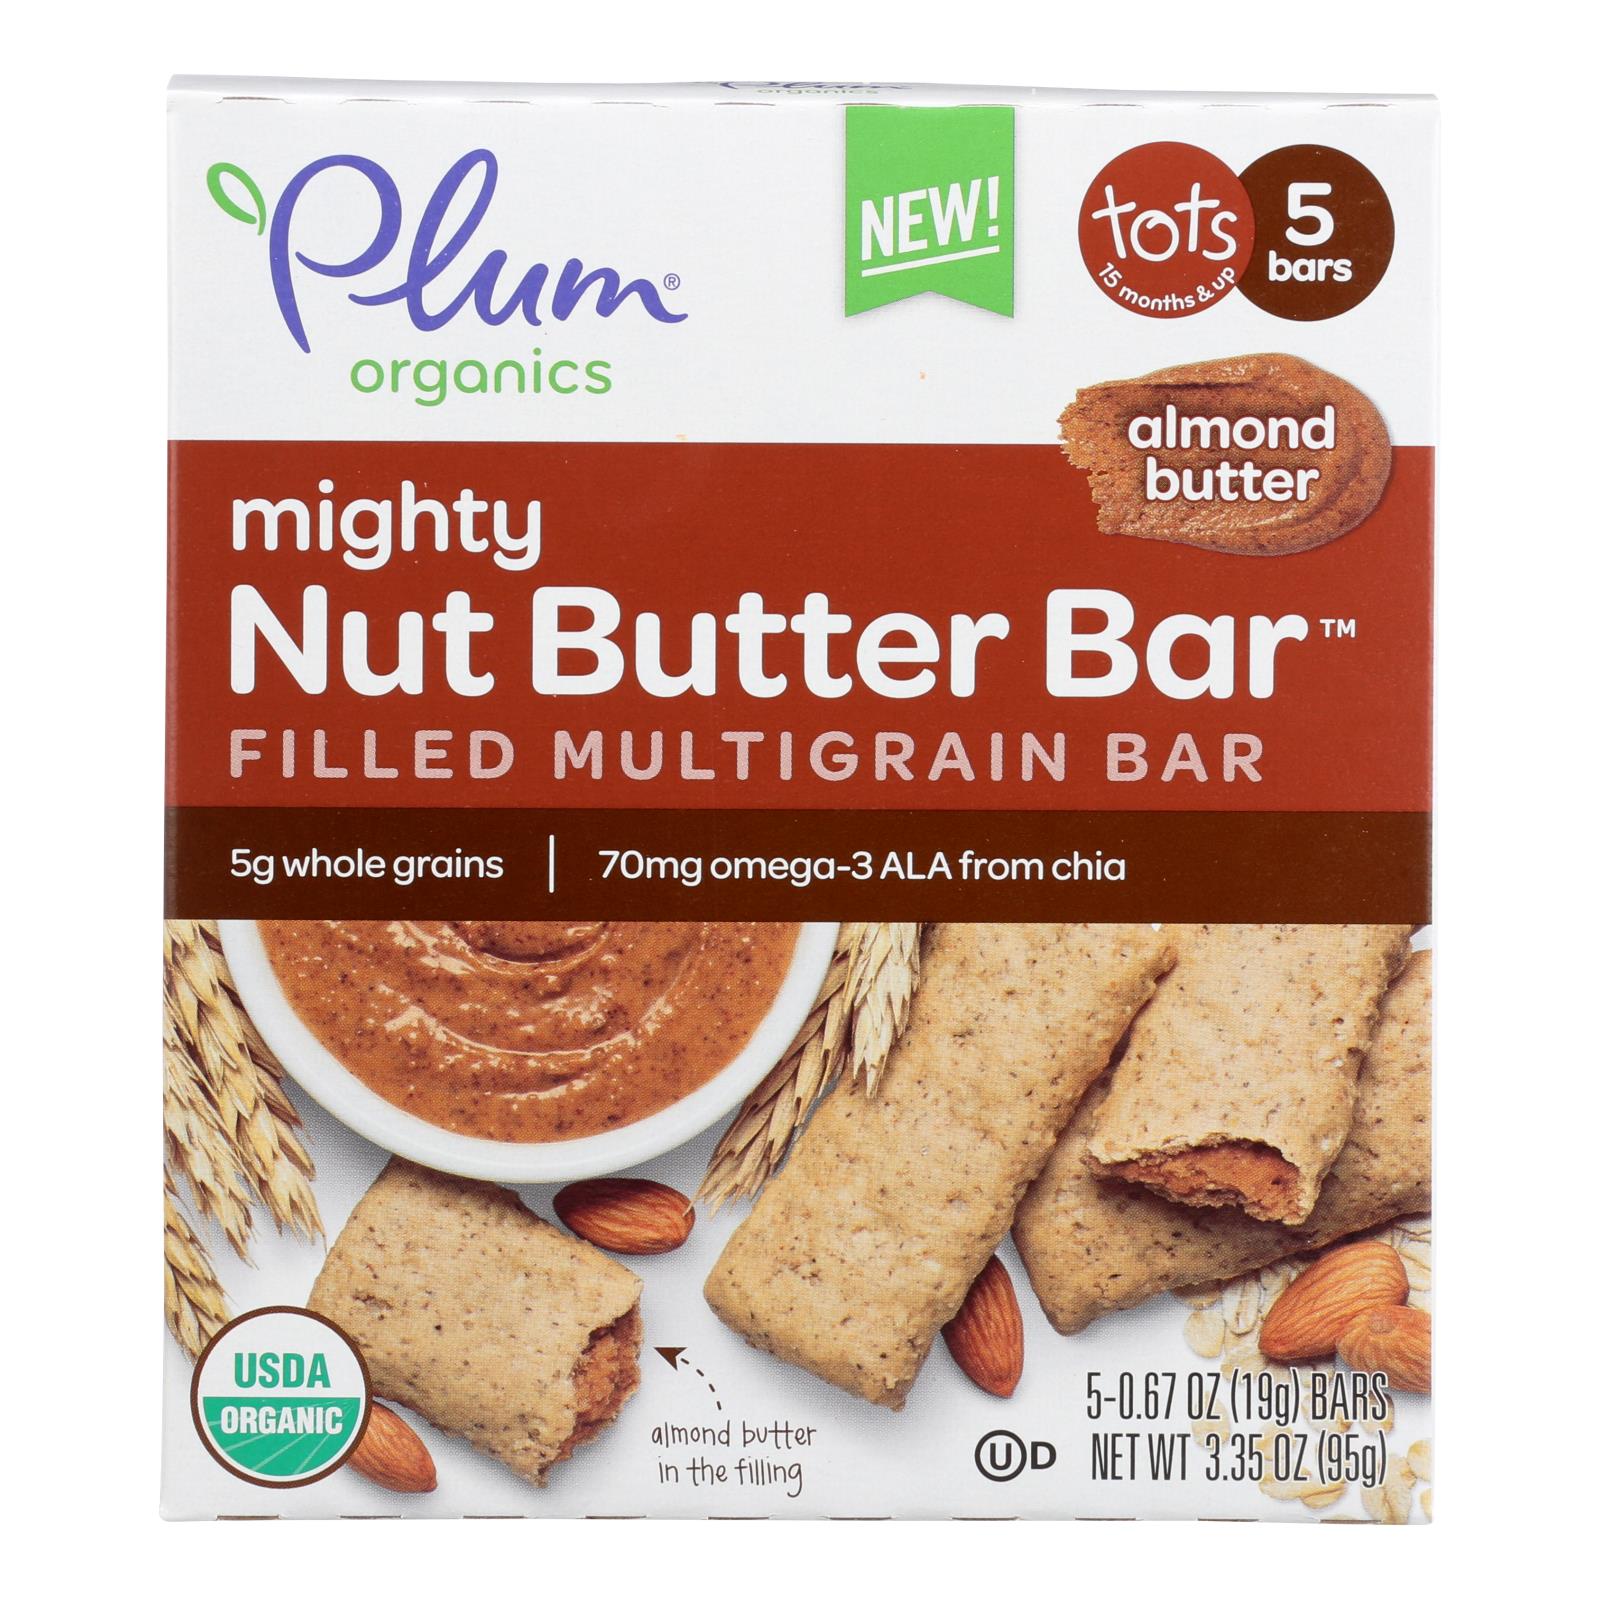 Plum
organics
Plum®
organics
NEW!
tots
15 months & up
5
bars
almond
butter
mighty
Nut Butter Bar™
FILLED MULTIGRAIN BAR
5g whole grains | 70mg omega-3 ALA from chia
USDA
ORGANIC
almond butter
in the filling
U D
5-0.67 OZ (19g) BARS
NET WT 3.35 OZ (95g)